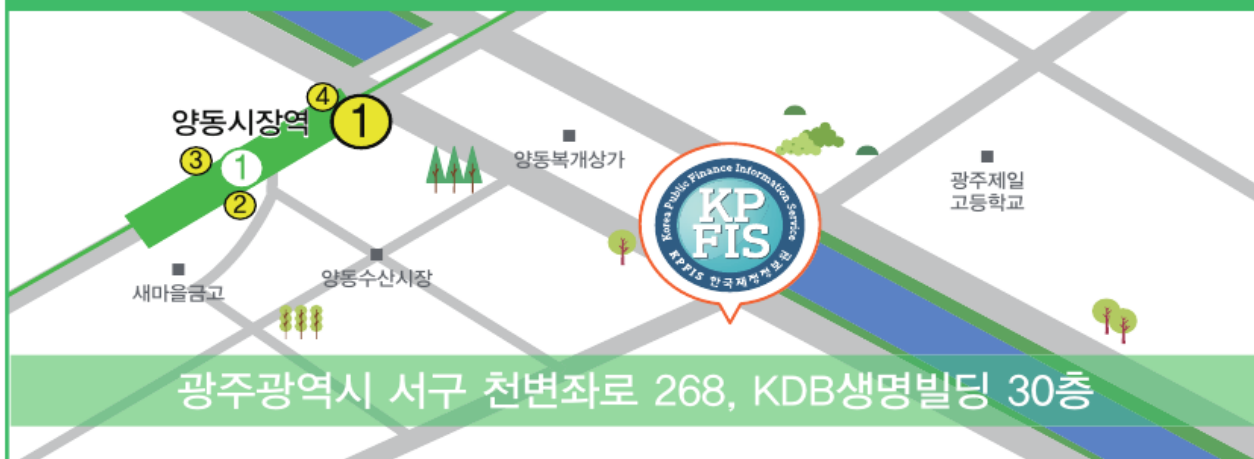 양동시장역
4
1
3
1
2
양동복개상가
광주제일
고등학교
Korea Public Finance Information Service
KP
FIS
KPFIS 한국재정정보원
새마을금고
양동수산시장
광주광역시 서구 천변좌로 268, KDB생명빌딩 30층